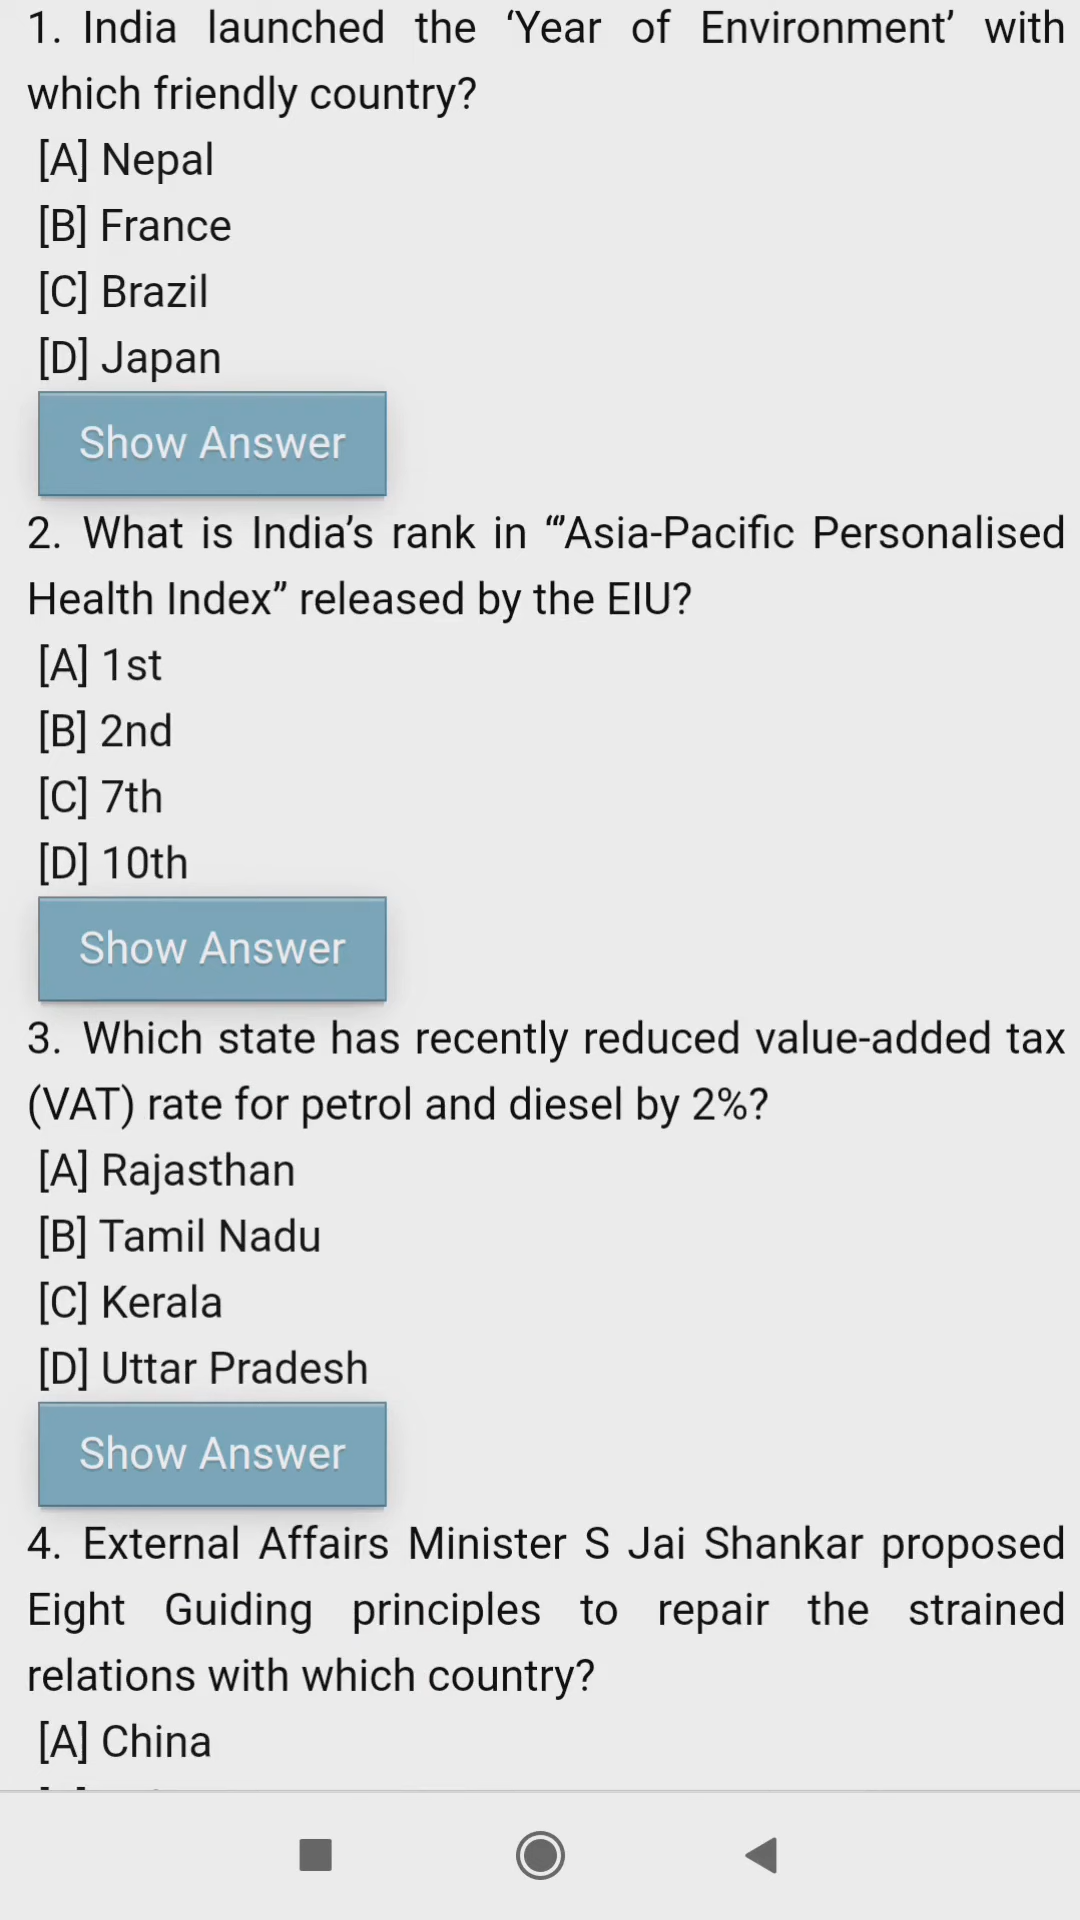 1. India launched the ‘Year of Environment’ with
which friendly country?
[A] Nepal
[B] France
[C] Brazil
[D] Japan
Show Answer
2. What is India’s rank in “’Asia-Pacific Personalised
Health Index” released by the EIU?
[A] 1st
[B] 2nd
[C] 7th
[D] 10th
Show Answer
3. Which state has recently reduced value-added tax
(VAT) rate for petrol and diesel by 2%?
[A] Rajasthan
[B] Tamil Nadu
[C] Kerala
[D] Uttar Pradesh
Show Answer
4. External Affairs Minister S Jai Shankar proposed
Eight Guiding principles to repair the strained
relations with which country?
[A] China